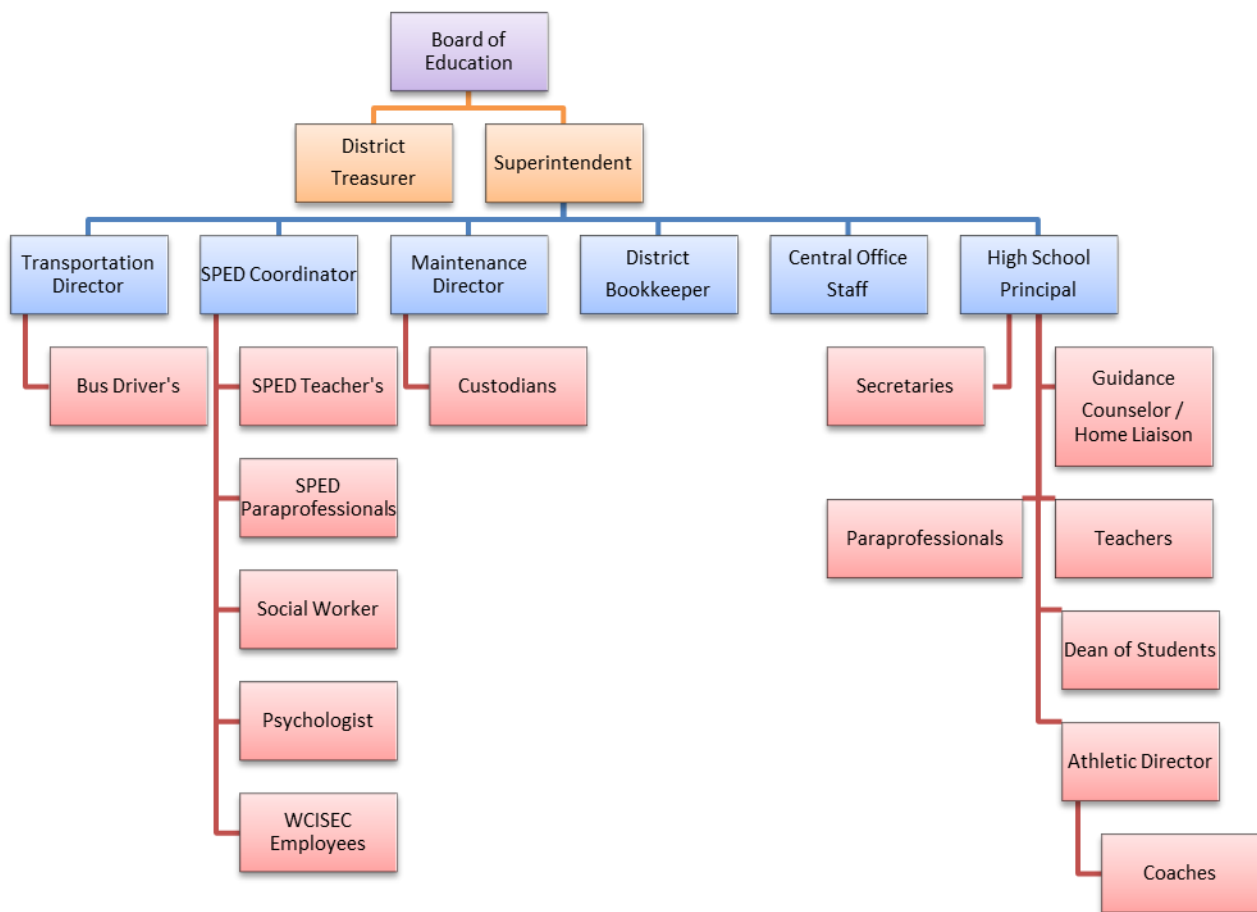 Board of
Education
District
Treasurer
Superintendent
Transportation
Director
SPED Coordinator
Maintenance
Director
District
Bookkeeper
Central Office
Staff
High School
Principal
Bus Driver's
SPED Teacher's
Custodians
Secretaries
Guidance
Counselor /
Home Liaison
SPED
Paraprofessionals
Paraprofessionals
Teachers
Social Worker
Dean of Students
Psychologist
Athletic Director
WCISEC
Employees
Coaches